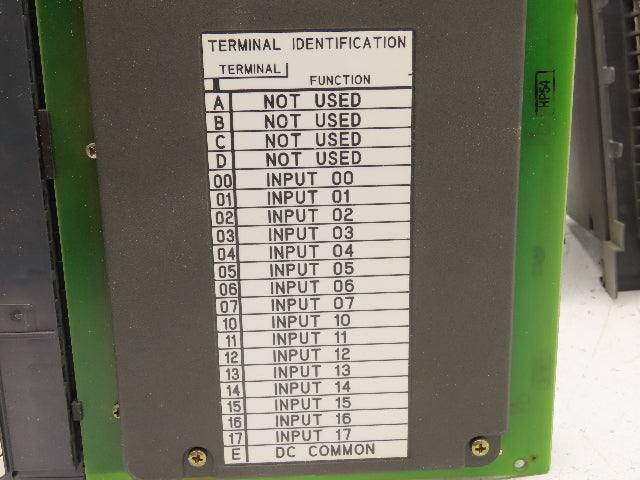 TERMINAL IDENTIFICATION
TERMINAL
FUNCTION
A NOT USED
B NOT USED
C NOT USED
D NOT USED
00 INPUT 00
01 INPUT 01
02 INPUT 02
03 INPUT 03
04 INPUT 04
05 INPUT 05
06 INPUT 06
07 INPUT 07
10 INPUT 10
11 INPUT 11
12 INPUT 12
13 INPUT 13
14 INPUT 14
15 INPUT 15
16 INPUT 16
17 INPUT 17
E DC COMMON
HP54